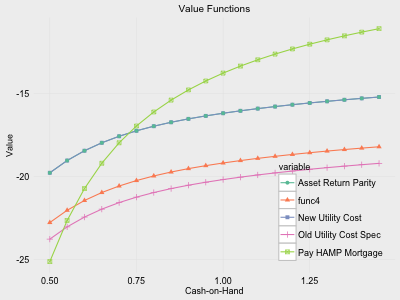 Value Functions
Value
-15
-20
-25
0.50
0.75
1.00
1.25
Cash-on-Hand
variable
Asset Return Parity
func4
New Utility Cost
Old Utility Cost Spec
Pay HAMP Mortgage